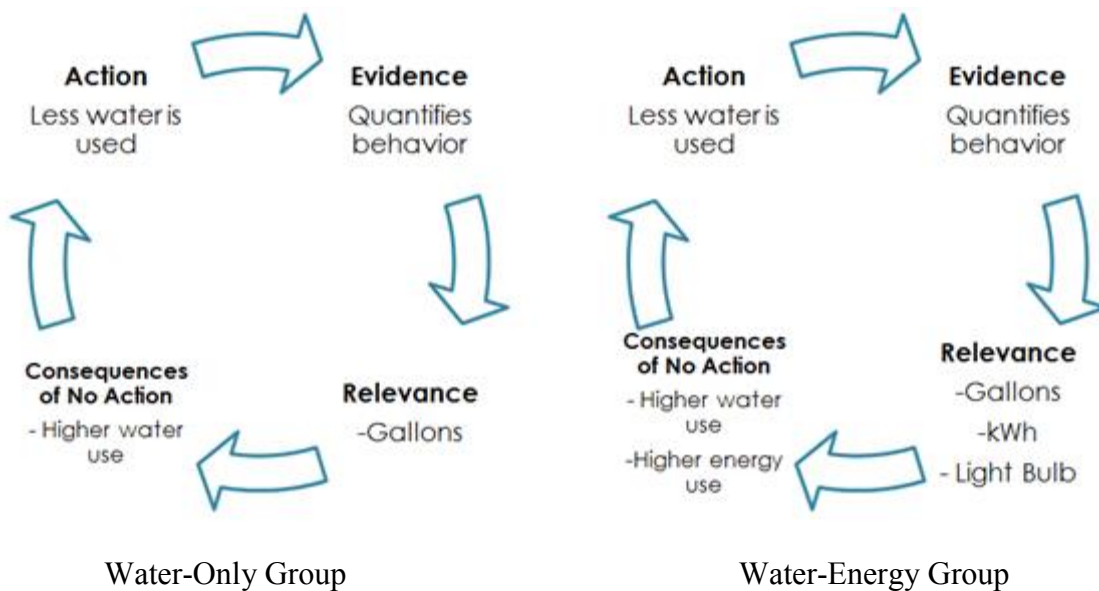 Action
Less water is
used
Evidence
Quantifies
behavior
Consequences
of No Action
- Higher water
use
Relevance
-Gallons
Water-Only Group
Action
Less water is
used
Evidence
Quantifies
behavior
Consequences
of No Action
- Higher water
use
-Higher energy
use
Relevance
-Gallons
-kWh
- Light Bulb
Water-Energy Group